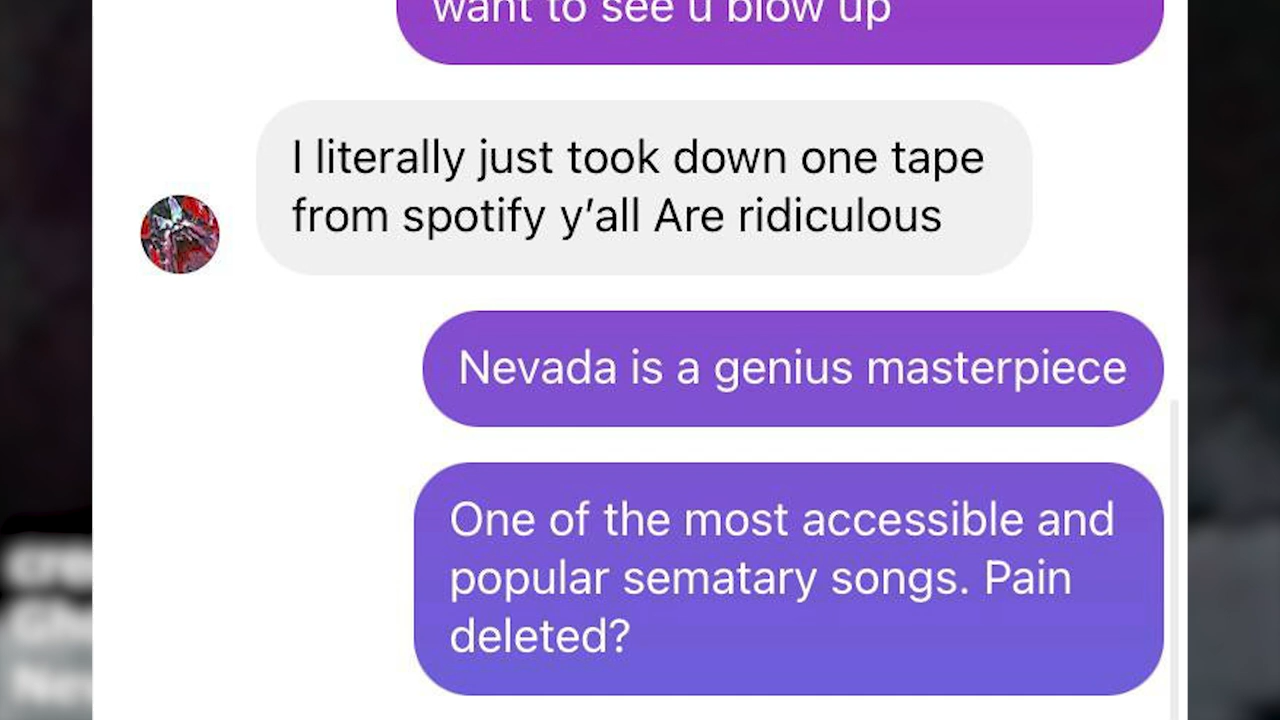 want to see u blow up
I literally just took down one tape
from spotify y’all Are ridiculous
Nevada is a genius masterpiece
One of the most accessible and
popular sematary songs. Pain
deleted?